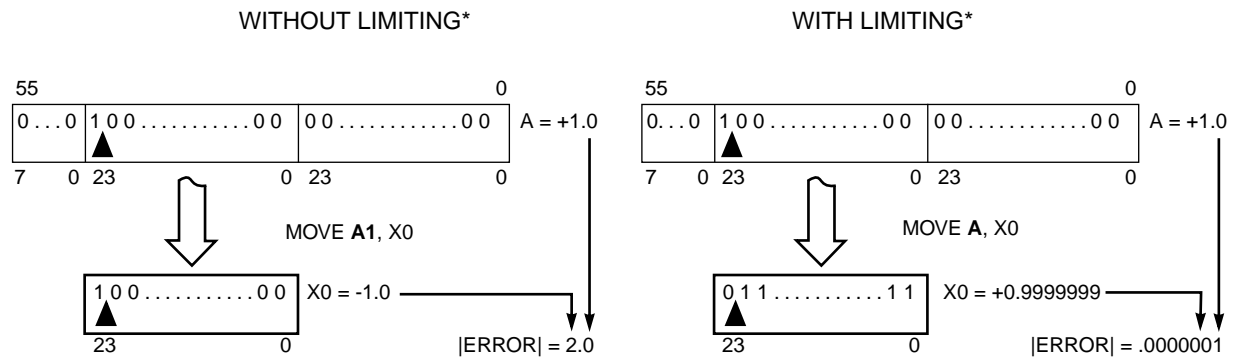 WITHOUT LIMITING*
55 0
0 . . . 0 1 0 0 . . . . . . . . . . . 0 0 0 0 . . . . . . . . . . . . 0 0 A = +1.0
7 0 23 0 23 0
MOVE A1, X0
1 0 0 . . . . . . . . . . . 0 0 X0 = -1.0
23 0 |ERROR| = 2.0
WITH LIMITING*
55 0
0. . . 0 1 0 0 . . . . . . . . . . . 0 0 0 0 . . . . . . . . . . . . 0 0 A = +1.0
7 0 23 0 23 0
MOVE A, X0
0 1 1 . . . . . . . . . . . 1 1 X0 = +0.9999999
23 0 |ERROR| = .0000001